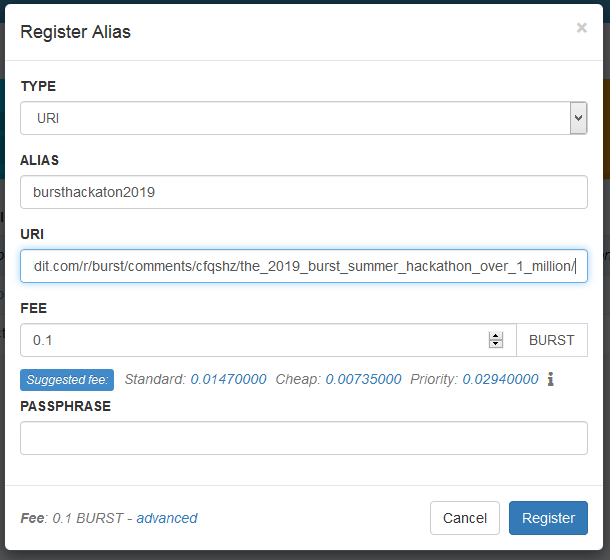 Register Alias ×
TYPE
URI
ALIAS
bursthackaton2019
URI
dit.com/r/burst/comments/cfqshz/the_2019_burst_summer_hackathon_over_1_million/
FEE
0.1 BURST
Suggested fee: Standard: 0.01470000 Cheap: 0.00735000 Priority: 0.02940000 i
PASSPHRASE
Fee: 0.1 BURST - advanced Cancel Register